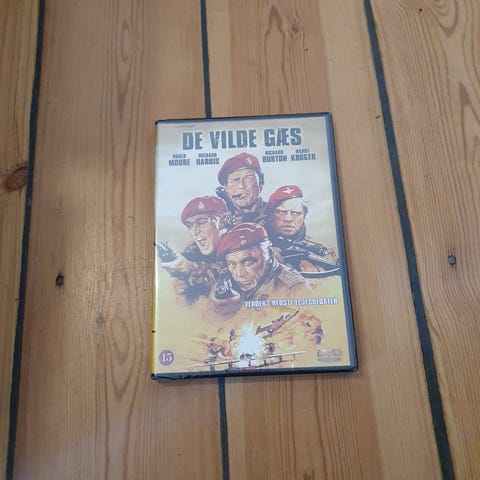 DE VILDE GÆS
ROGER RICHARD RICHARD HARDY
MOORE HARRIS BURTON KRUGER
VERDENS BEDSTE LEJESOLDATER
15
DVD